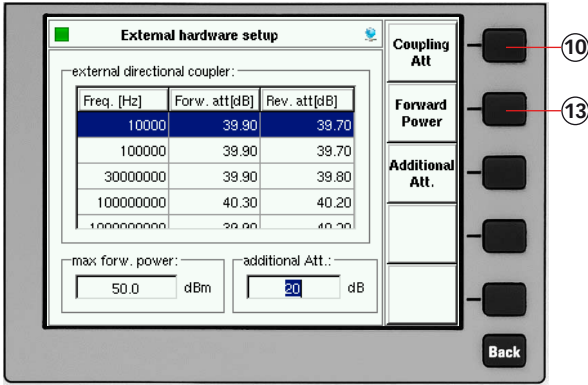 External hardware setup
external directional coupler:
Freq. [Hz] Forw. att[dB] Rev. att[dB]
10000 39.90 39.70
100000 39.90 39.70
30000000 39.90 39.80
100000000 40.30 40.20
max forw. power:
50.0 dBm
additional Att.:
20 dB
Coupling
Att
Forward
Power
Additional
Att.
10
13
Back